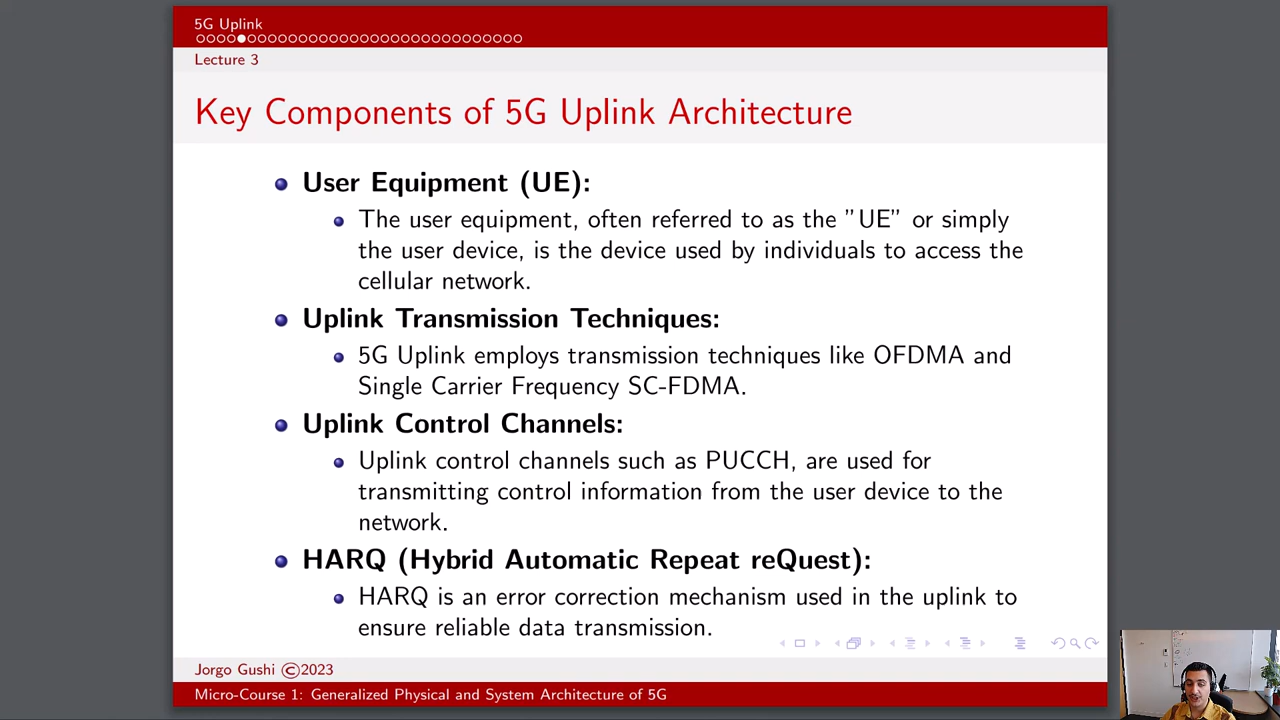 5G Uplink
Lecture 3
Key Components of 5G Uplink Architecture
User Equipment (UE):
The user equipment, often referred to as the ”UE” or simply
the user device, is the device used by individuals to access the
cellular network.
Uplink Transmission Techniques:
5G Uplink employs transmission techniques like OFDMA and
Single Carrier Frequency SC-FDMA.
Uplink Control Channels:
Uplink control channels such as PUCCH, are used for
transmitting control information from the user device to the
network.
HARQ (Hybrid Automatic Repeat reQuest):
HARQ is an error correction mechanism used in the uplink to
ensure reliable data transmission.
Jorgo Gushi ©2023
Micro-Course 1: Generalized Physical and System Architecture of 5G